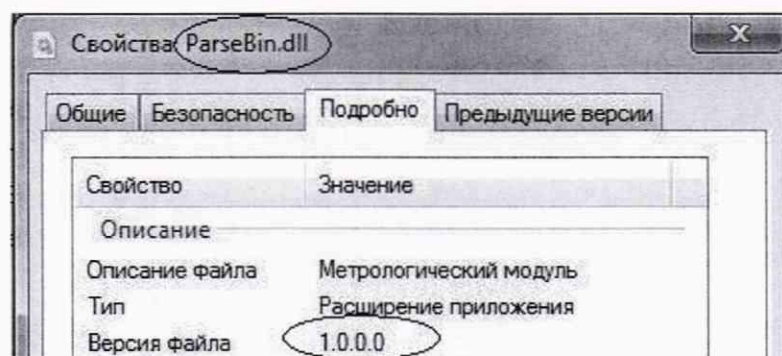 Свойства: ParseBin.dll
Общие Безопасность Подробно Предыдущие версии
Свойство Значение
Описание
Описание файла Метрологический модуль
Тип Расширение приложения
Версия файла 1.0.0.0